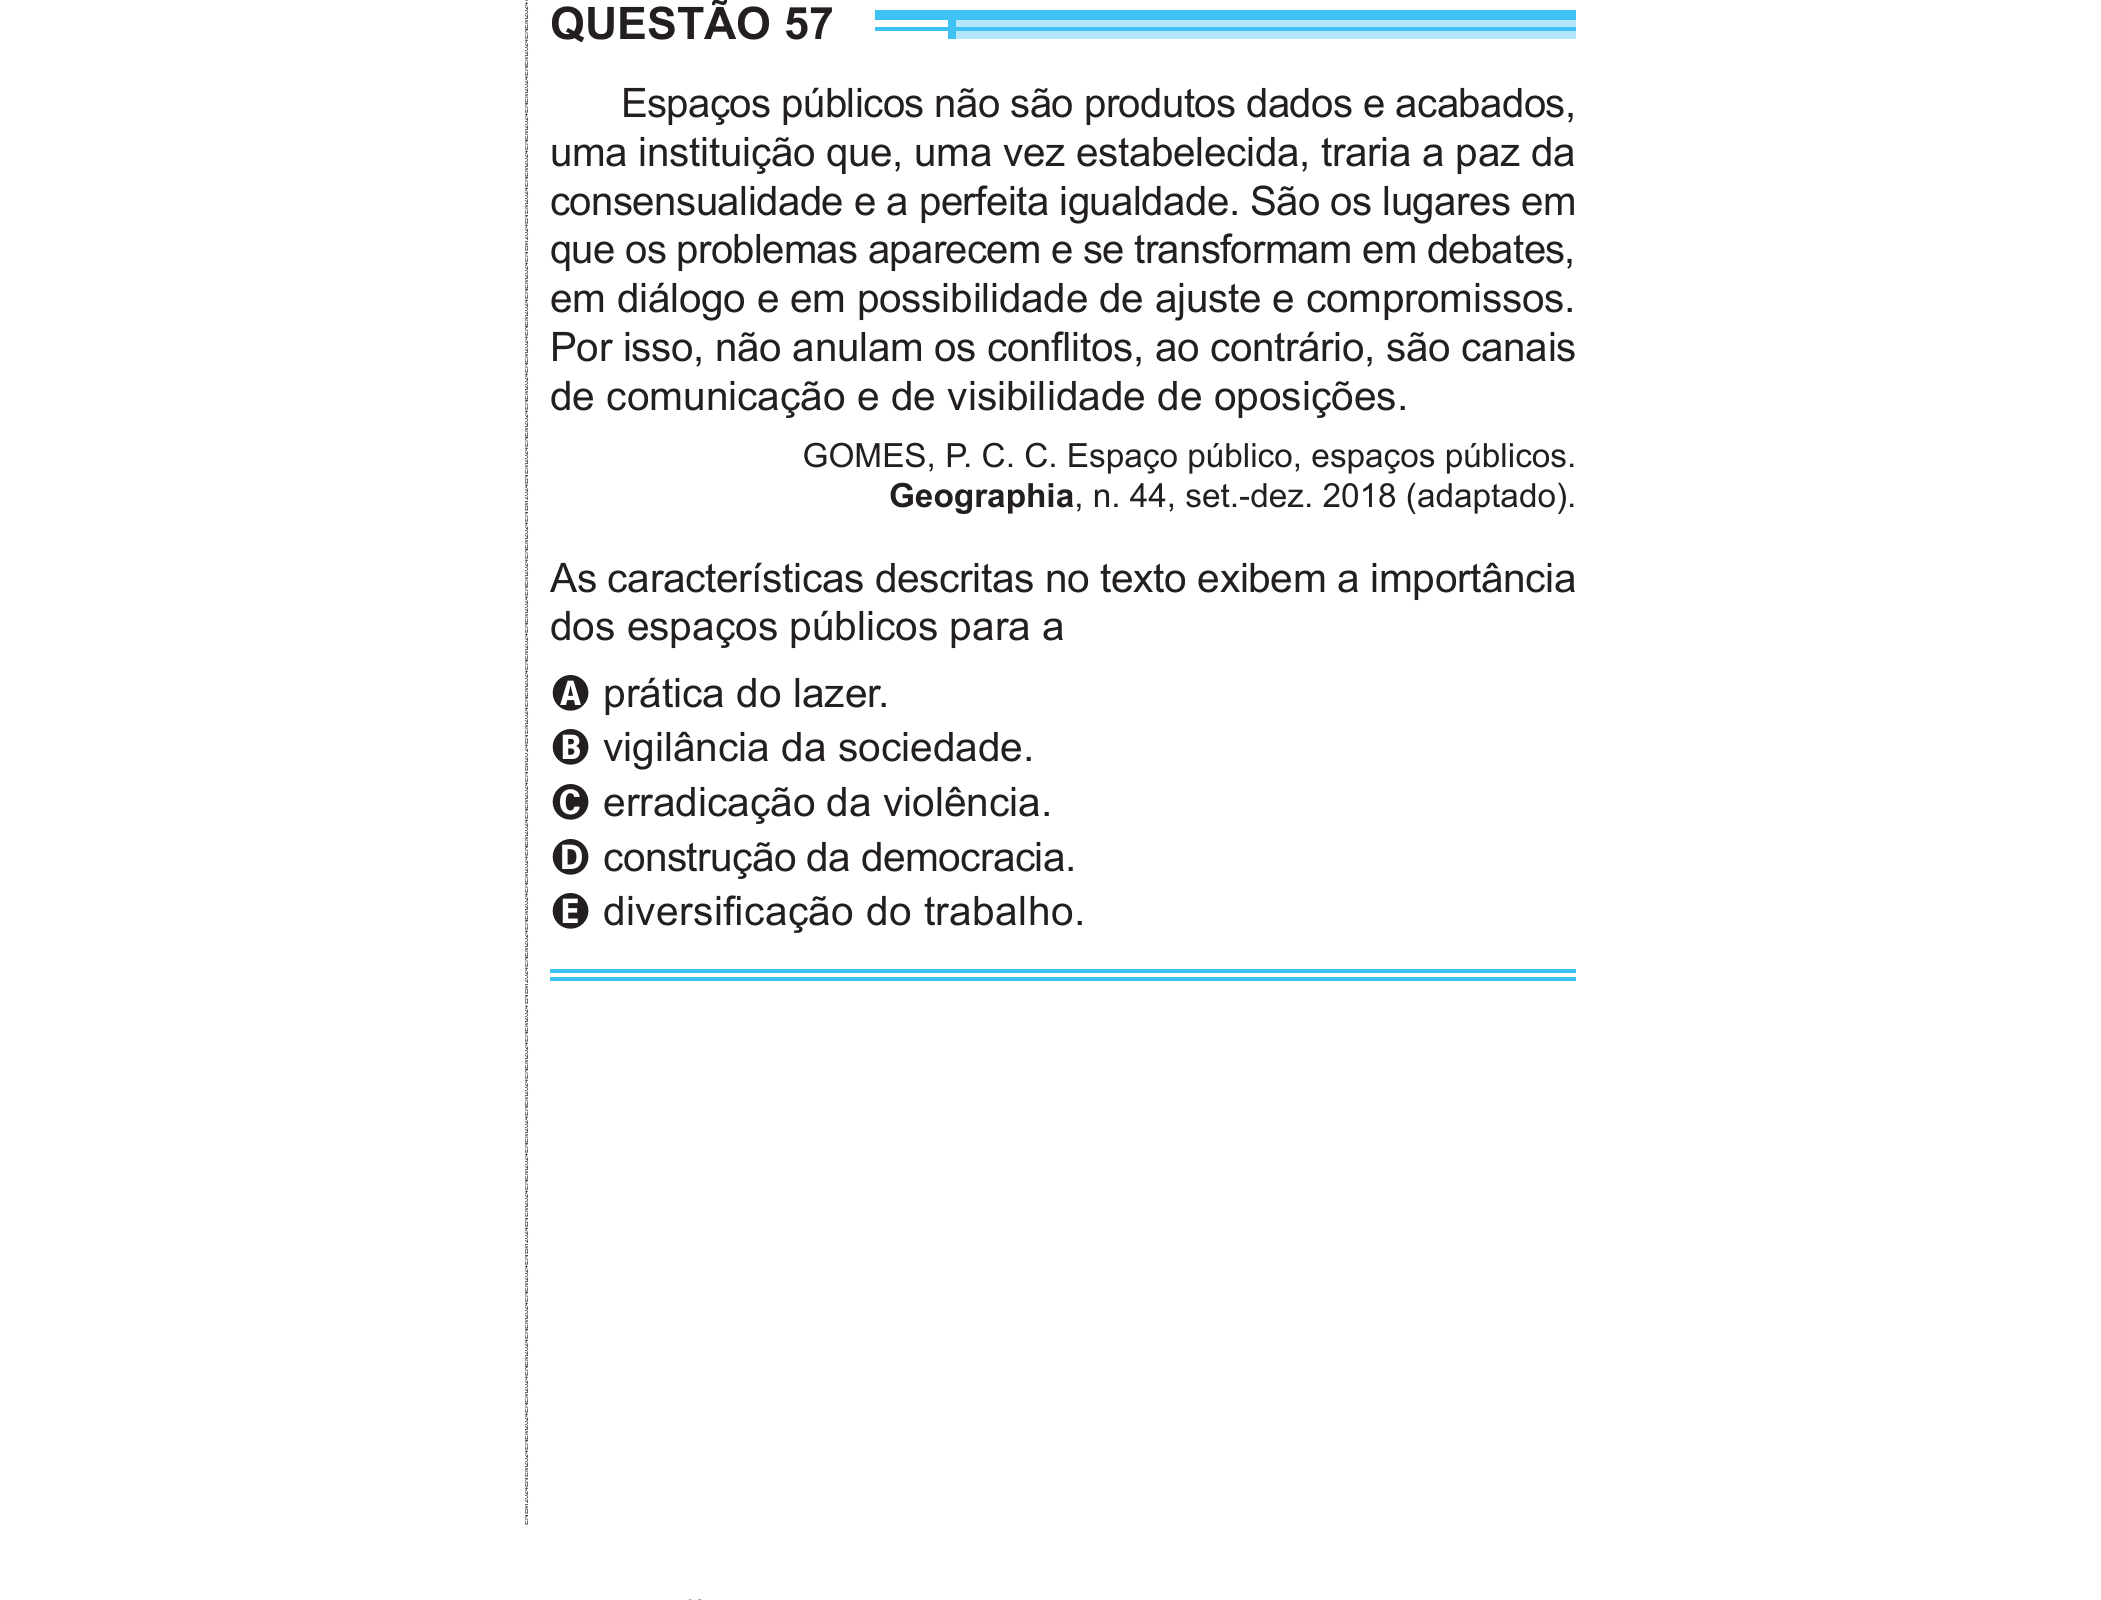 QUESTÃO 57
Espaços públicos não são produtos dados e acabados,
uma instituição que, uma vez estabelecida, traria a paz da
consensualidade e a perfeita igualdade. São os lugares em
que os problemas aparecem e se transformam em debates,
em diálogo e em possibilidade de ajuste e compromissos.
Por isso, não anulam os conflitos, ao contrário, são canais
de comunicação e de visibilidade de oposições.
GOMES, P. C. C. Espaço público, espaços públicos.
Geographia, n. 44, set.-dez. 2018 (adaptado).
As características descritas no texto exibem a importância
dos espaços públicos para a
A prática do lazer.
B vigilância da sociedade.
C erradicação da violência.
D construção da democracia.
E diversificação do trabalho.